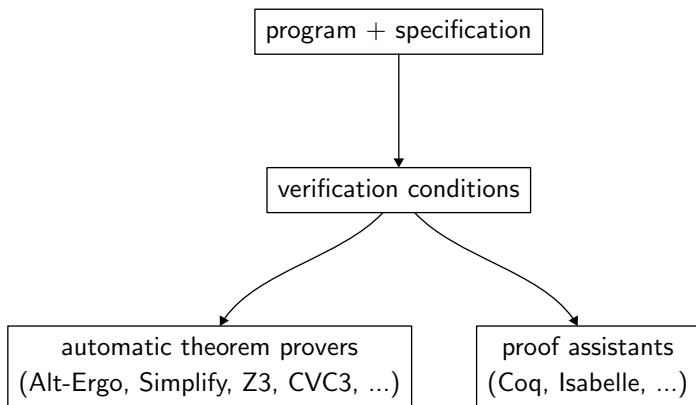 program + specification
verification conditions
automatic theorem provers
(Alt-Ergo, Simplify, Z3, CVC3, ...)
proof assistants
(Coq, Isabelle, ...)